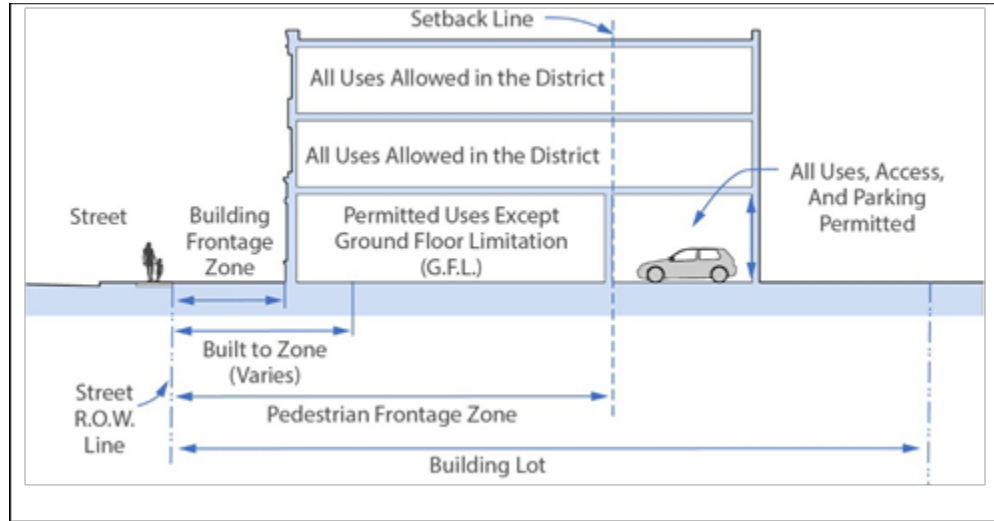 Setback Line
All Uses Allowed in the District
All Uses Allowed in the District
All Uses, Access,
And Parking
Permitted
Street
Building
Frontage
Zone
Permitted Uses Except
Ground Floor Limitation
(G.F.L.)
Built to Zone
(Varies)
Street
R.O.W.
Line
Pedestrian Frontage Zone
Building Lot